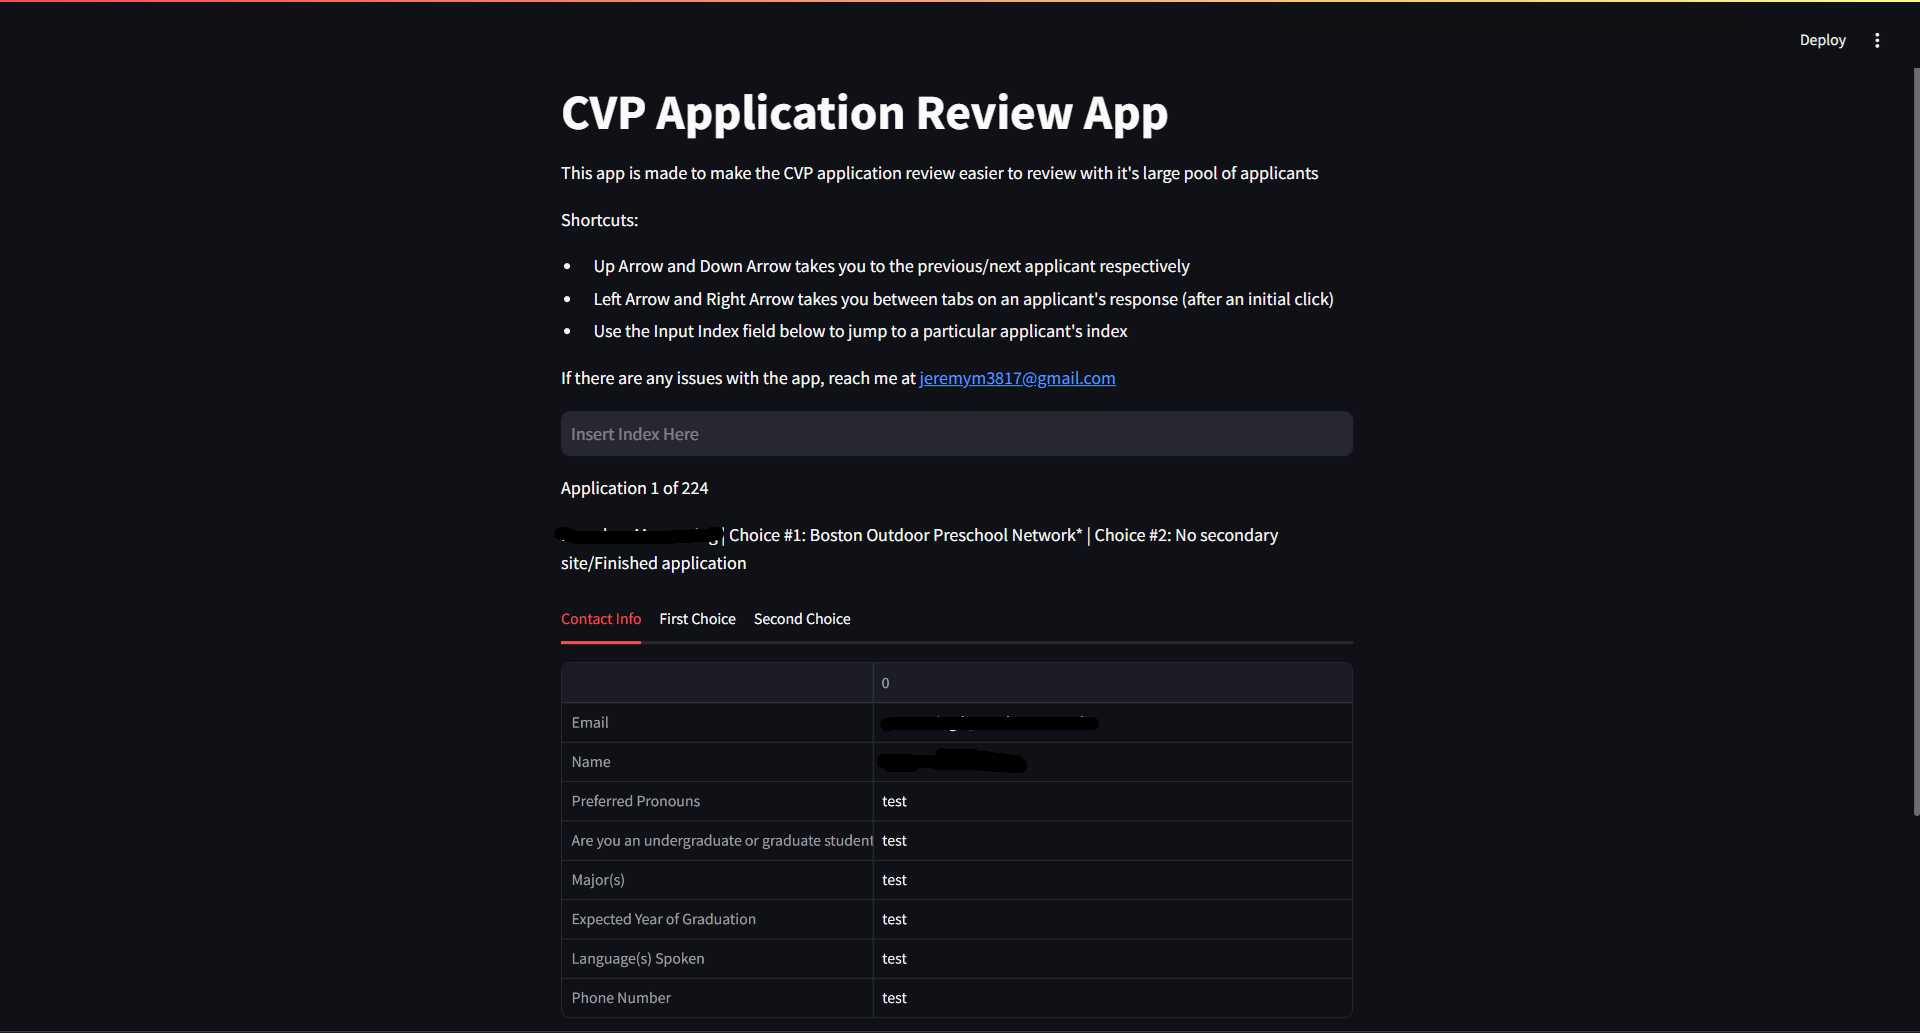 Deploy
CVP Application Review App
This app is made to make the CVP application review easier to review with it's large pool of applicants
Shortcuts:
Up Arrow and Down Arrow takes you to the previous/next applicant respectively
Left Arrow and Right Arrow takes you between tabs on an applicant's response (after an initial click)
Use the Input Index field below to jump to a particular applicant's index
If there are any issues with the app, reach me at jeremym3817@gmail.com
Insert Index Here
Application 1 of 224
| Choice #1: Boston Outdoor Preschool Network* | Choice #2: No secondary
site/Finished application
Contact Info First Choice Second Choice
0
Email
Name
Preferred Pronouns test
Are you an undergraduate or graduate student test
Major(s) test
Expected Year of Graduation test
Language(s) Spoken test
Phone Number test